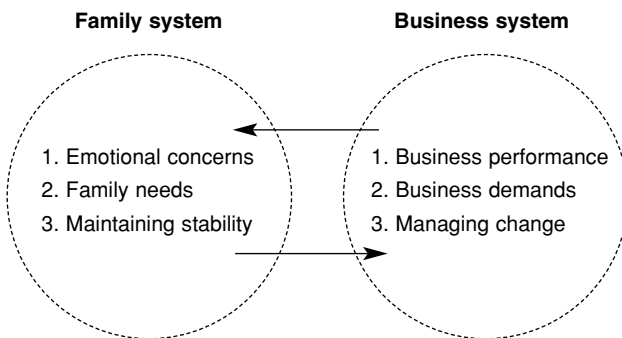 Family system
Business system
1. Emotional concerns
2. Family needs
3. Maintaining stability
1. Business performance
2. Business demands
3. Managing change